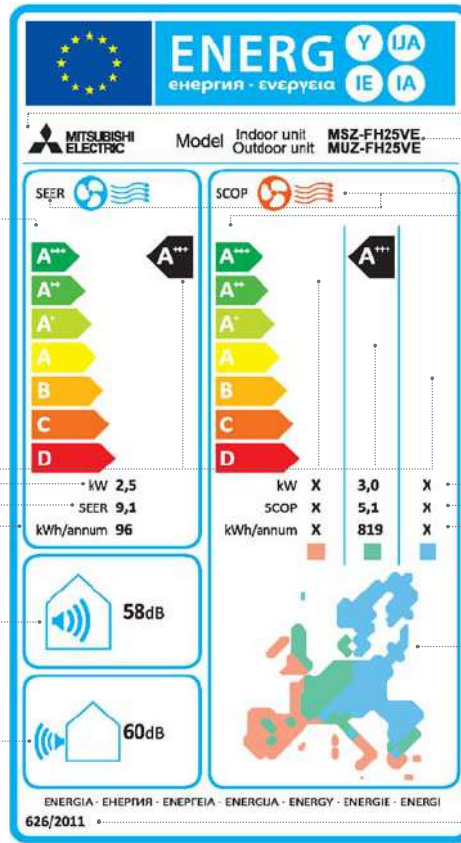 ENERG Y IJA
енергия · ενεργεια IE IA
MITSUBISHI ELECTRIC
Model Indoor unit MSZ-FH25VE
Outdoor unit MUZ-FH25VE
SEER
A+++ A+++
A++
A+
A
B
C
D
kW 2,5
SEER 9,1
kWh/annum 96
SCOP
A+++ A+++
A++
A+
A
B
C
D
kW X 3,0 X
SCOP X 5,1 X
kWh/annum X 819 X
58dB
60dB
ENERGIA · ЕНЕРГИЯ · ΕΝΕΡΓΕΙΑ · ENERGIJA · ENERGY · ENERGIE · ENERGI
626/2011